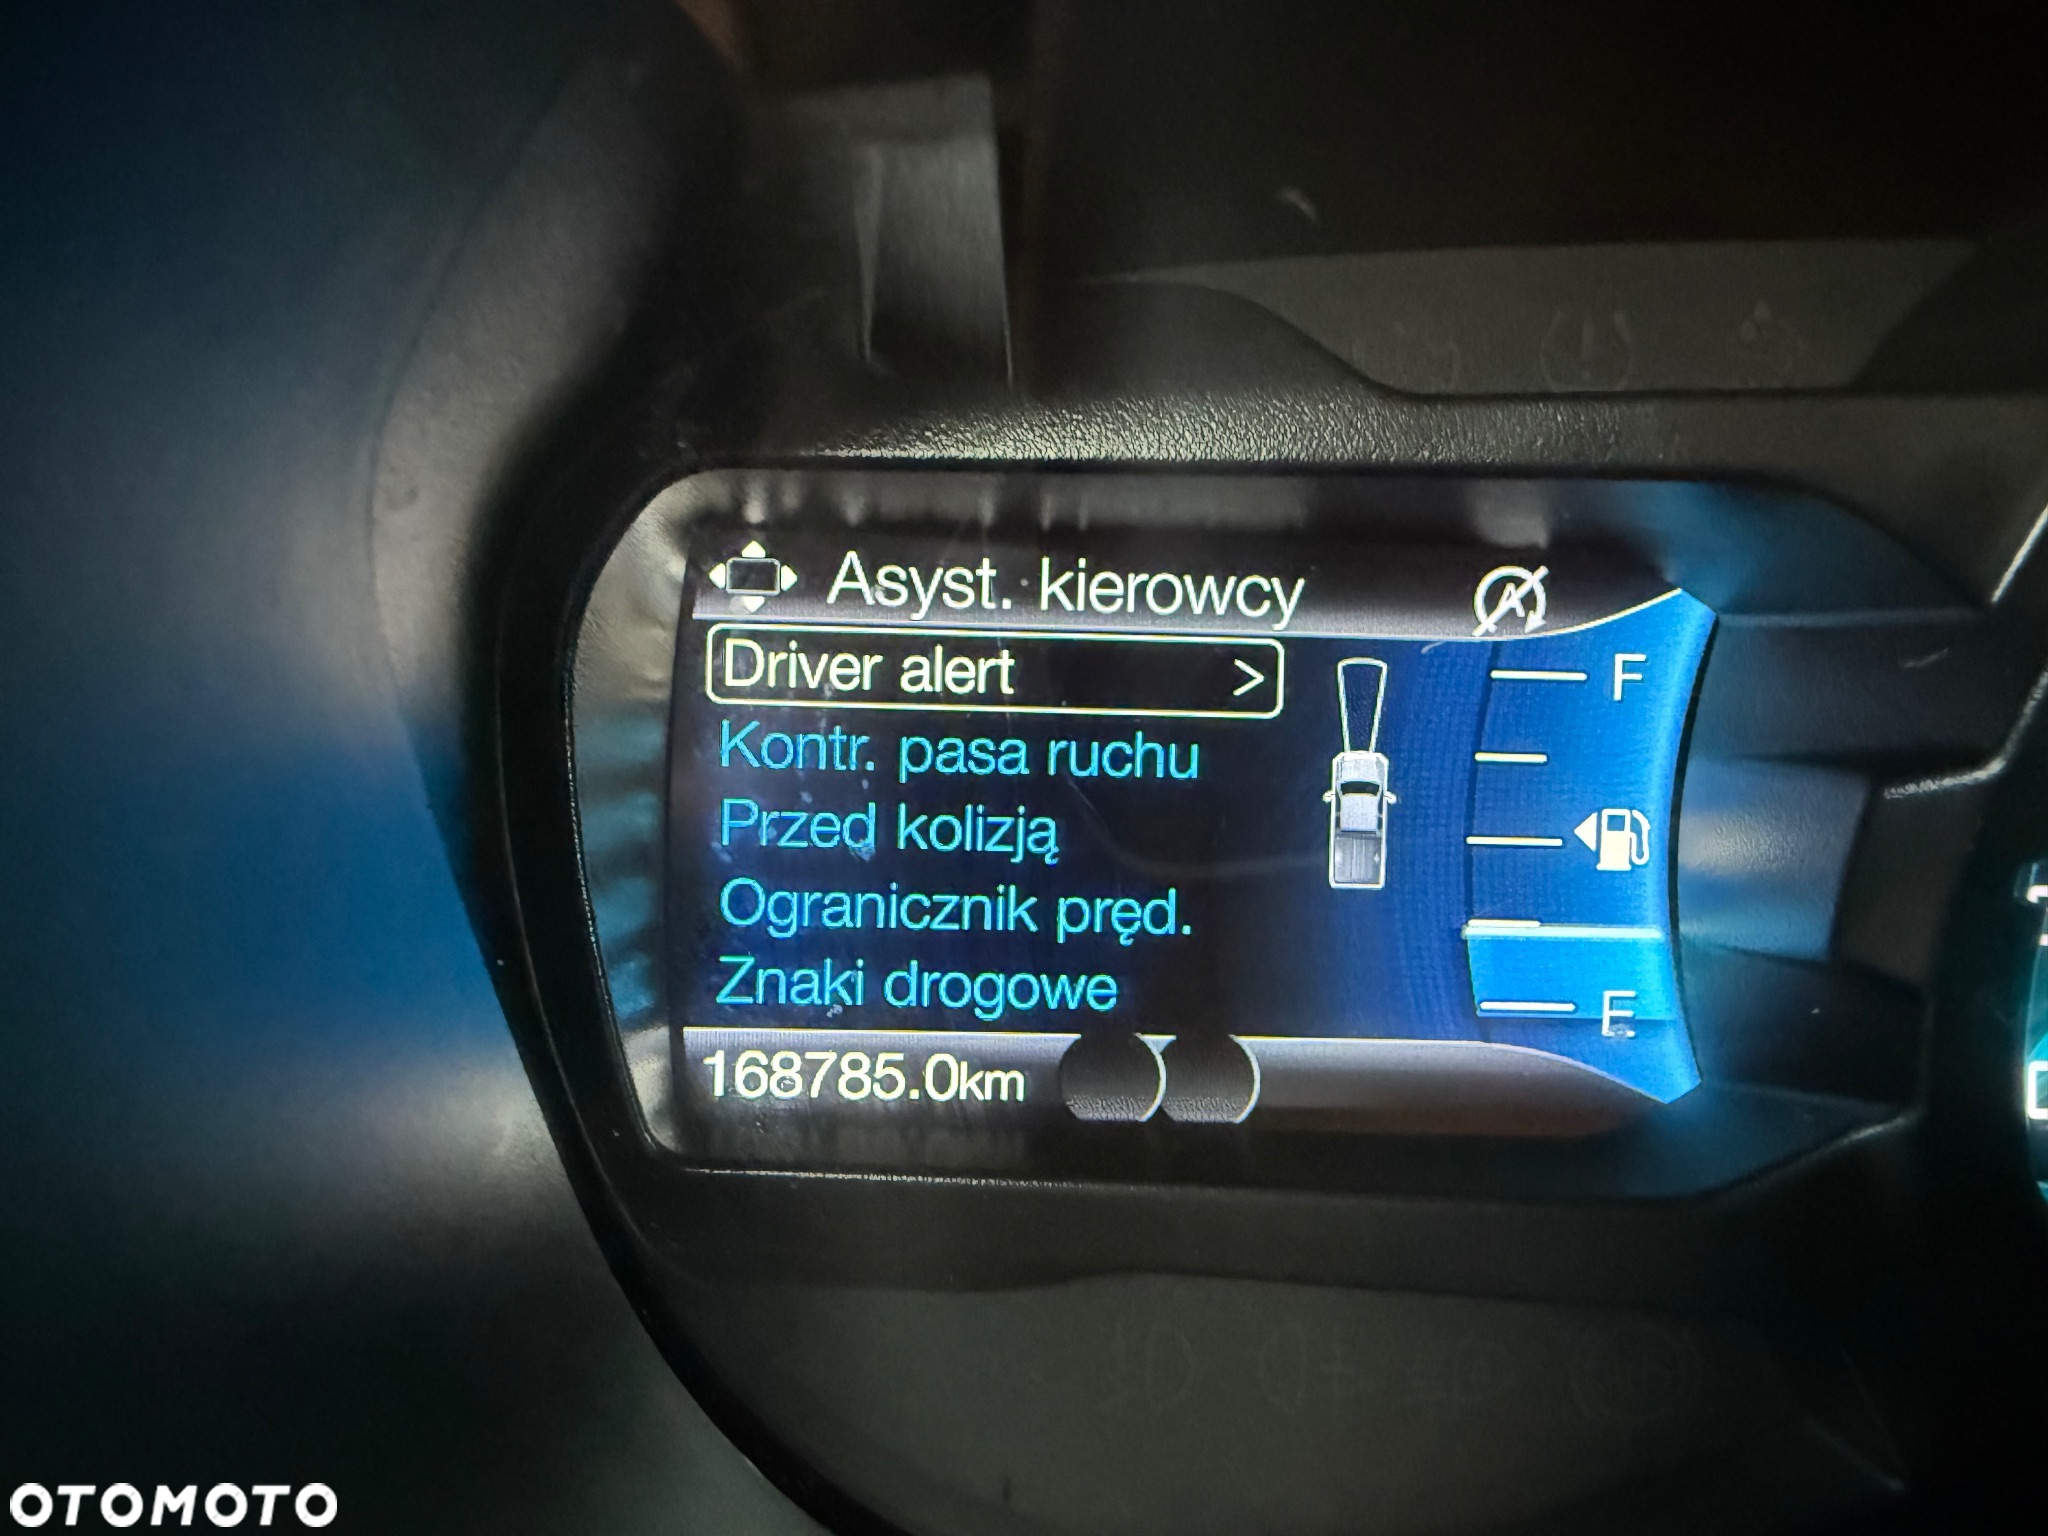 Asyst. kierowcy
Driver alert >
F
Kontr. pasa ruchu
Przed kolizją
Ogranicznik pręd.
Znaki drogowe
E
168785.0km
OTOMOTO